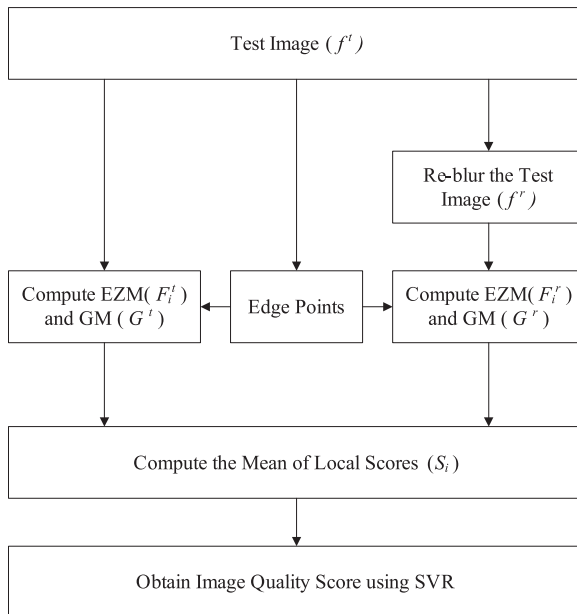 Test Image (f^t)
Re-blur the Test
Image (f^r)
Compute EZM(F_i^t)
and GM (G^t)
Edge Points
Compute EZM(F_i^r)
and GM (G^r)
Compute the Mean of Local Scores (S_i)
Obtain Image Quality Score using SVR